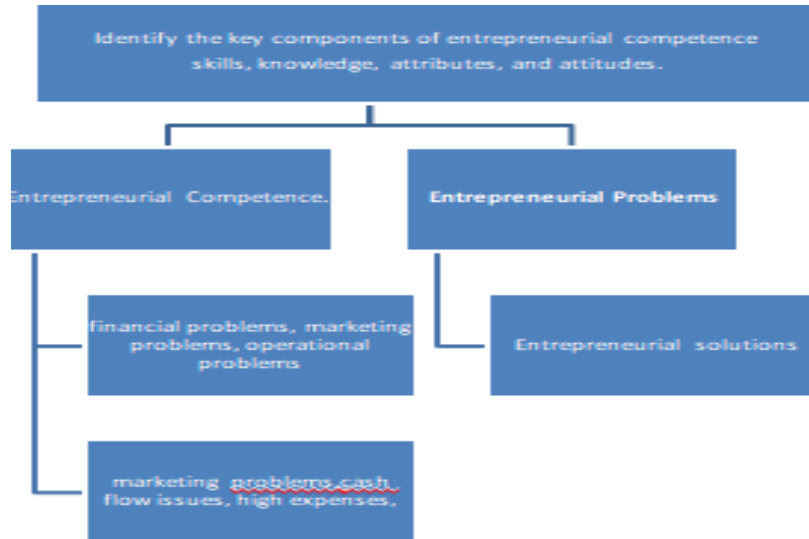 Identify the key components of entrepreneurial competence
skills, knowledge, attributes, and attitudes.
Entrepreneurial Competence.
Entrepreneurial Problems
financial problems, marketing
problems, operational
problems
Entrepreneurial solutions
marketing problems,cash,
flow issues, high expenses,